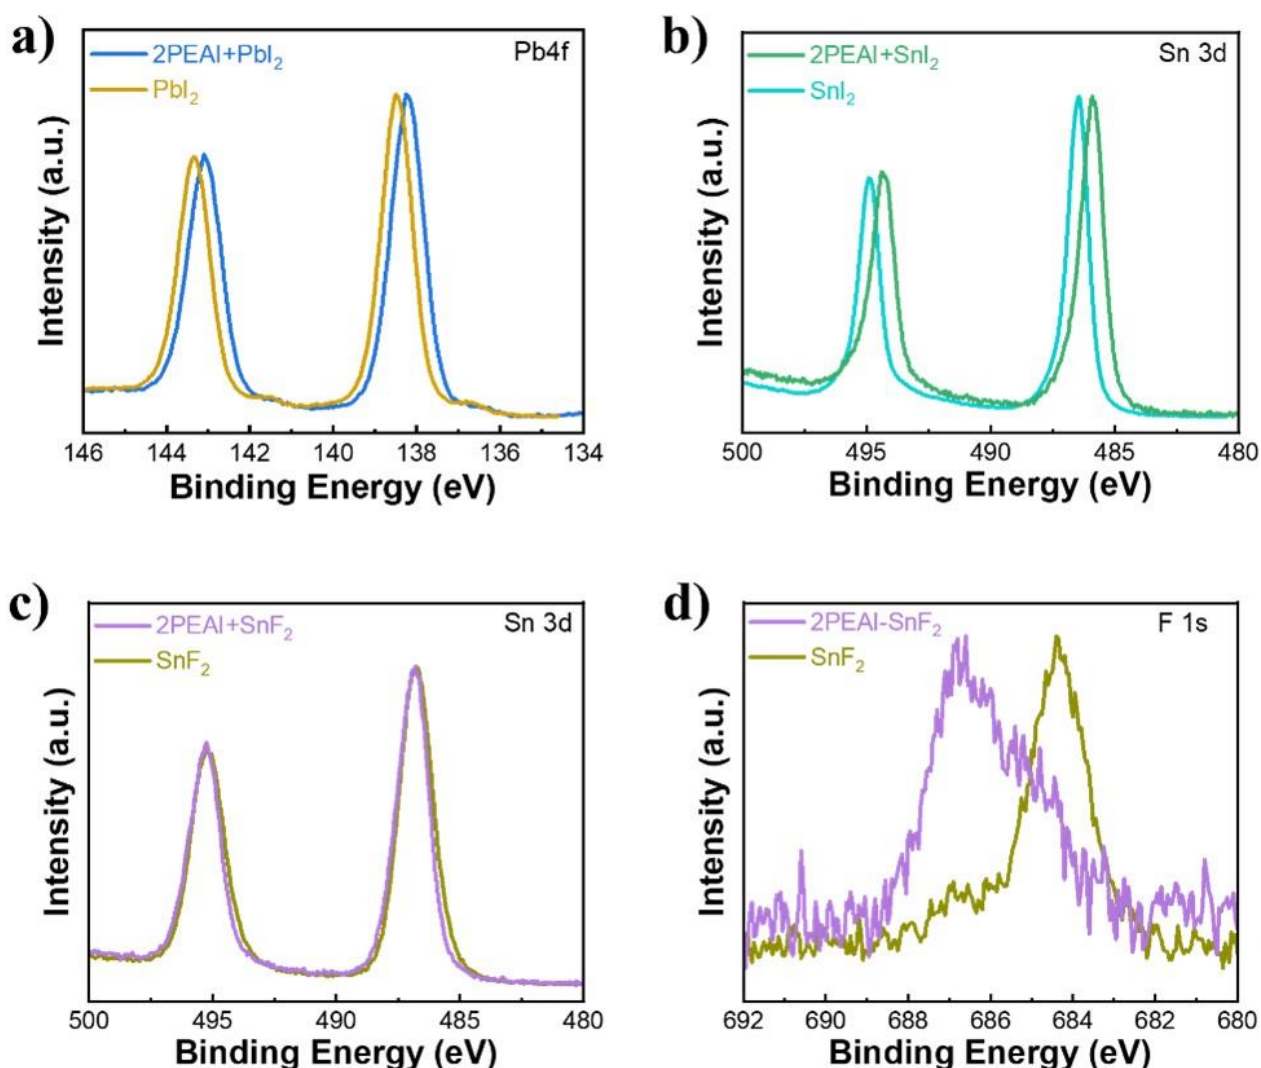 a)
2PEAI+PbI₂
PbI₂
Pb4f
Intensity (a.u.)
146 144 142 140 138 136 134
Binding Energy (eV)
b)
2PEAI+SnI₂
SnI₂
Sn 3d
Intensity (a.u.)
500 495 490 485 480
Binding Energy (eV)
c)
2PEAI+SnF₂
SnF₂
Sn 3d
Intensity (a.u.)
500 495 490 485 480
Binding Energy (eV)
d)
2PEAI-SnF₂
SnF₂
F 1s
Intensity (a.u.)
692 690 688 686 684 682 680
Binding Energy (eV)